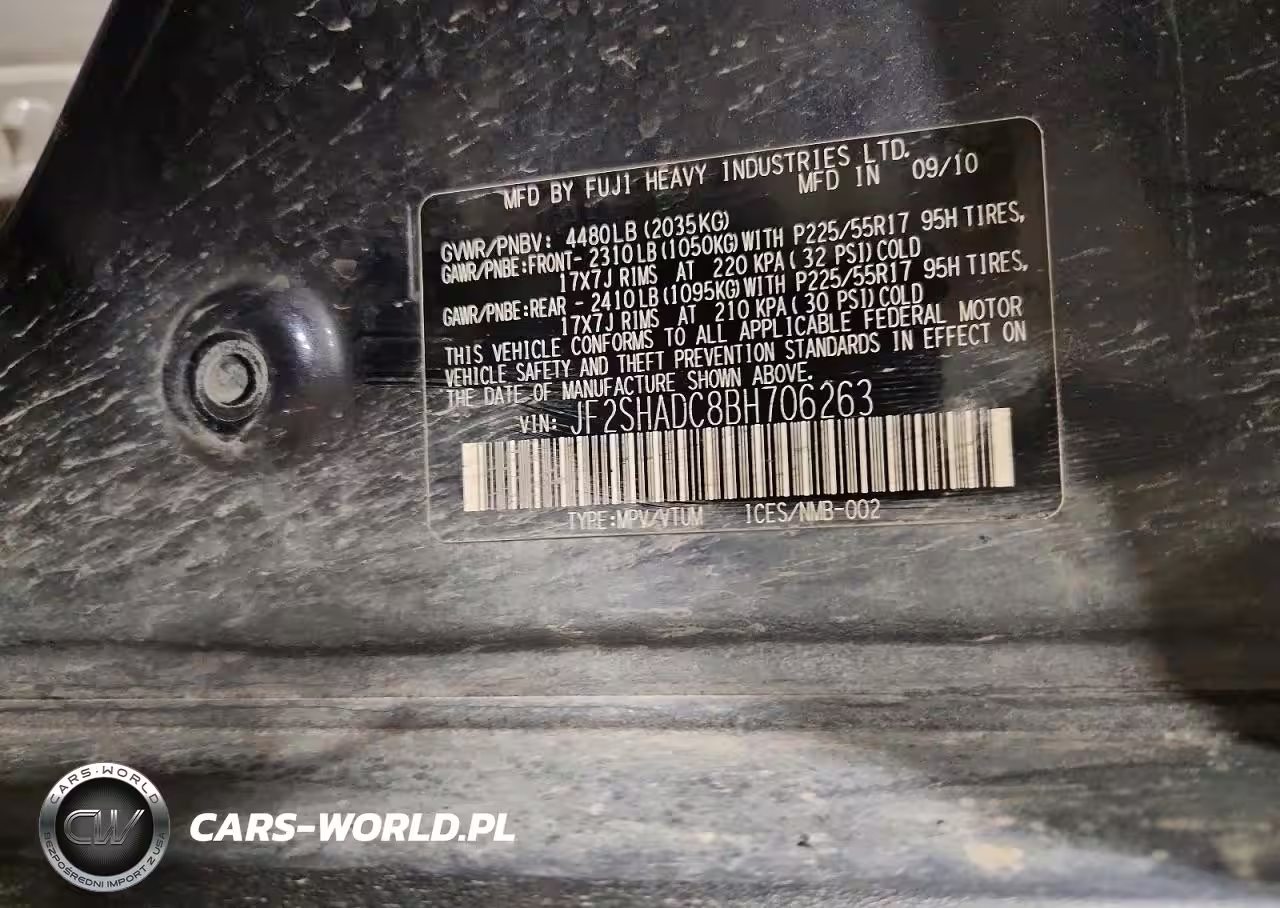 MFD BY FUJI HEAVY INDUSTRIES LTD.
MFD IN 09/10
GVWR/PNBV: 4480LB (2035KG)
GAWR/PNBE:FRONT- 2310LB(1050KG)WITH P225/55R17 95H TIRES,
17X7J RIMS AT 220 KPA(32 PSI)COLD
GAWR/PNBE:REAR - 2410LB(1095KG)WITH P225/55R17 95H TIRES,
17X7J RIMS AT 210 KPA(30 PSI)COLD
THIS VEHICLE CONFORMS TO ALL APPLICABLE FEDERAL MOTOR
VEHICLE SAFETY AND THEFT PREVENTION STANDARDS IN EFFECT ON
THE DATE OF MANUFACTURE SHOWN ABOVE.
VIN: JF2SHADC8BH706263
TYPE:MPV/VTUM ICES/NMB-002
CARS-WORLD
CW
BEZPOŚREDNI IMPORT Z USA
CARS-WORLD.PL